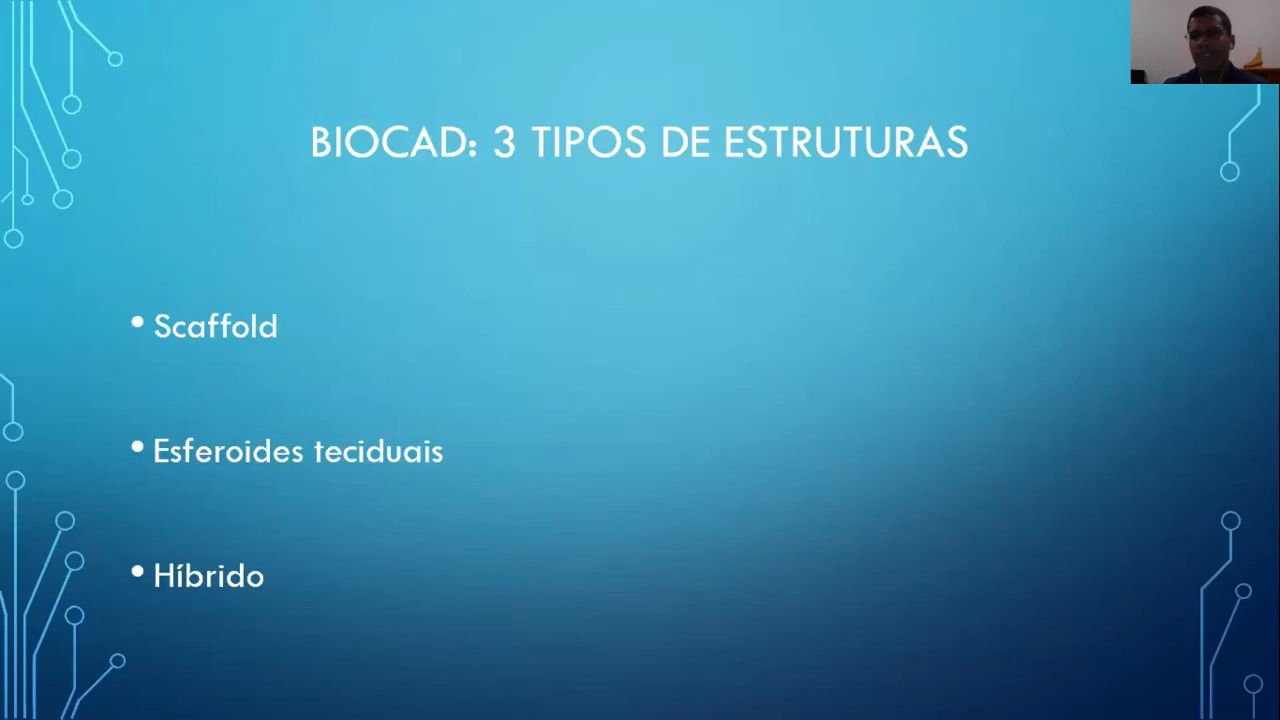 BIOCAD: 3 TIPOS DE ESTRUTURAS
• Scaffold
• Esferoides teciduais
• Híbrido